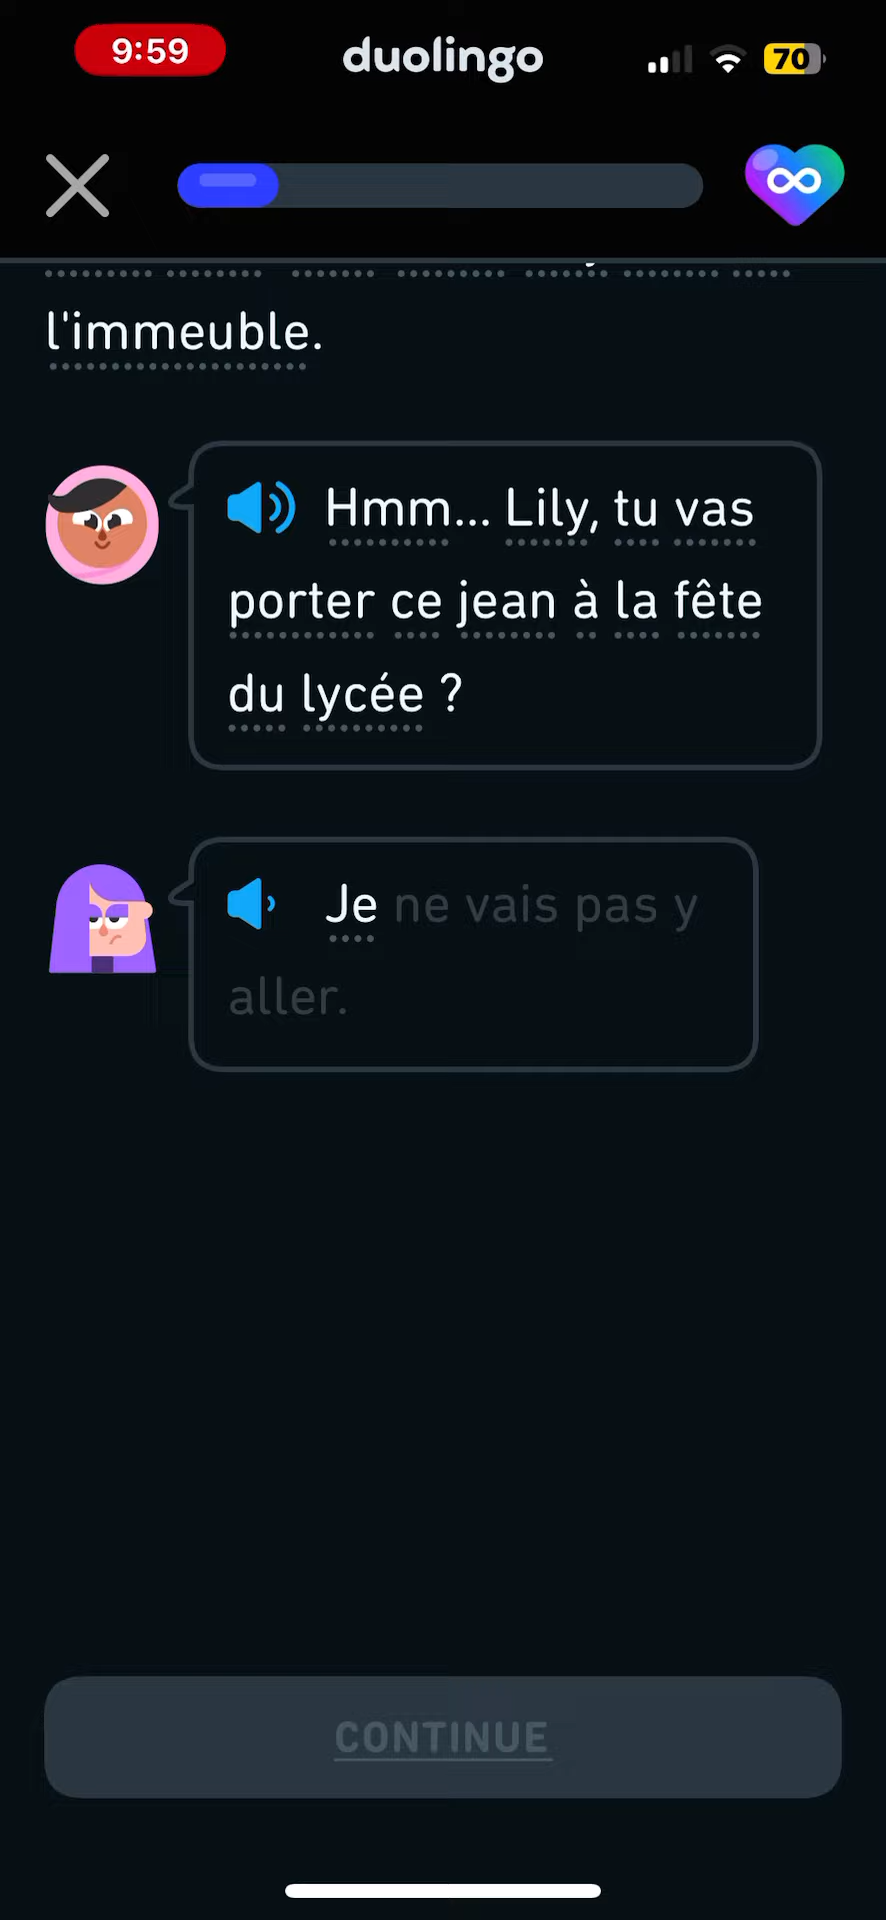 9:59
duolingo
70
l'immeuble.
Hmm... Lily, tu vas
porter ce jean à la fête
du lycée ?
Je ne vais pas y
aller.
CONTINUE